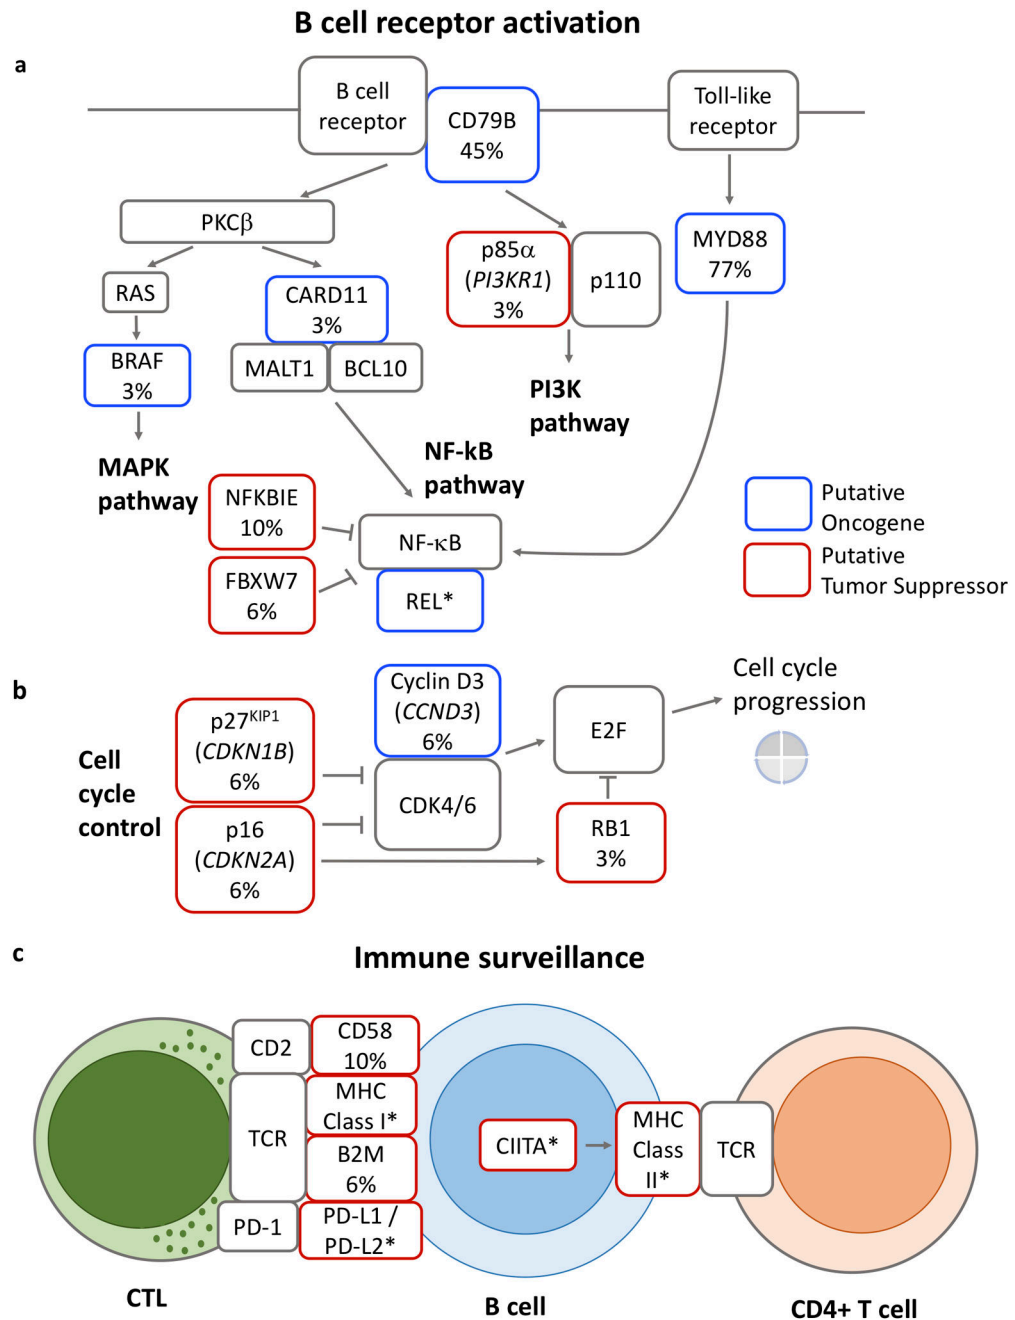 B cell receptor activation
a
B cell
receptor
CD79B
45%
Toll-like
receptor
PKCβ
p85α
(PI3KR1)
3%
p110
MYD88
77%
RAS
CARD11
3%
BRAF
3%
MALT1
BCL10
PI3K
pathway
MAPK
pathway
NF-kB
pathway
NFKBIE
10%
NF-κB
FBXW7
6%
REL*
Putative
Oncogene
Putative
Tumor Suppressor
b
Cell
cycle
control
p27KIP1
(CDKN1B)
6%
p16
(CDKN2A)
6%
Cyclin D3
(CCND3)
6%
CDK4/6
E2F
RB1
3%
Cell cycle
progression
c
Immune surveillance
CD2
CD58
10%
TCR
MHC
Class I*
B2M
6%
PD-1
PD-L1 /
PD-L2*
CIITA*
MHC
Class
II*
TCR
CTL
B cell
CD4+ T cell